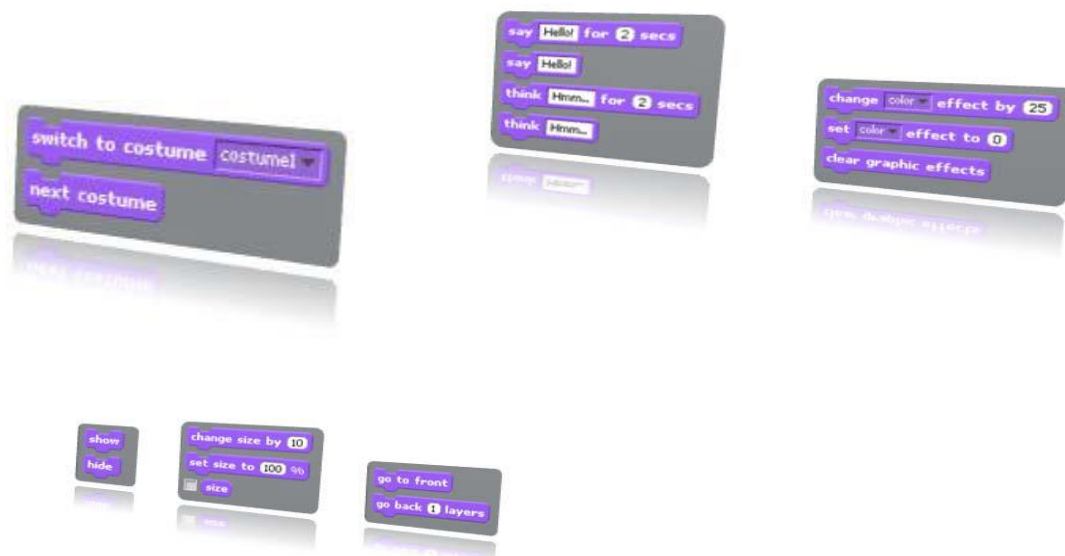 switch to costume costume1
next costume
say Hello! for 2 secs
say Hello!
think Hmm... for 2 secs
think Hmm...
change color effect by 25
set color effect to 0
clear graphic effects
show
hide
change size by 10
set size to 100 %
size
go to front
go back 1 layers